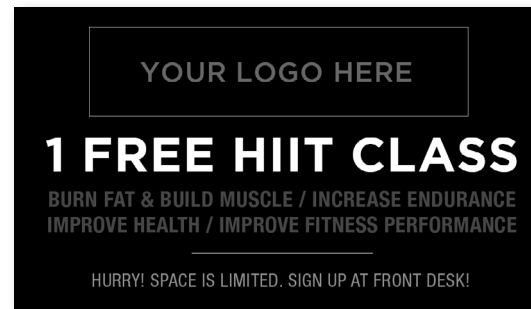 YOUR LOGO HERE
1 FREE HIIT CLASS
BURN FAT & BUILD MUSCLE / INCREASE ENDURANCE
IMPROVE HEALTH / IMPROVE FITNESS PERFORMANCE
HURRY! SPACE IS LIMITED. SIGN UP AT FRONT DESK!